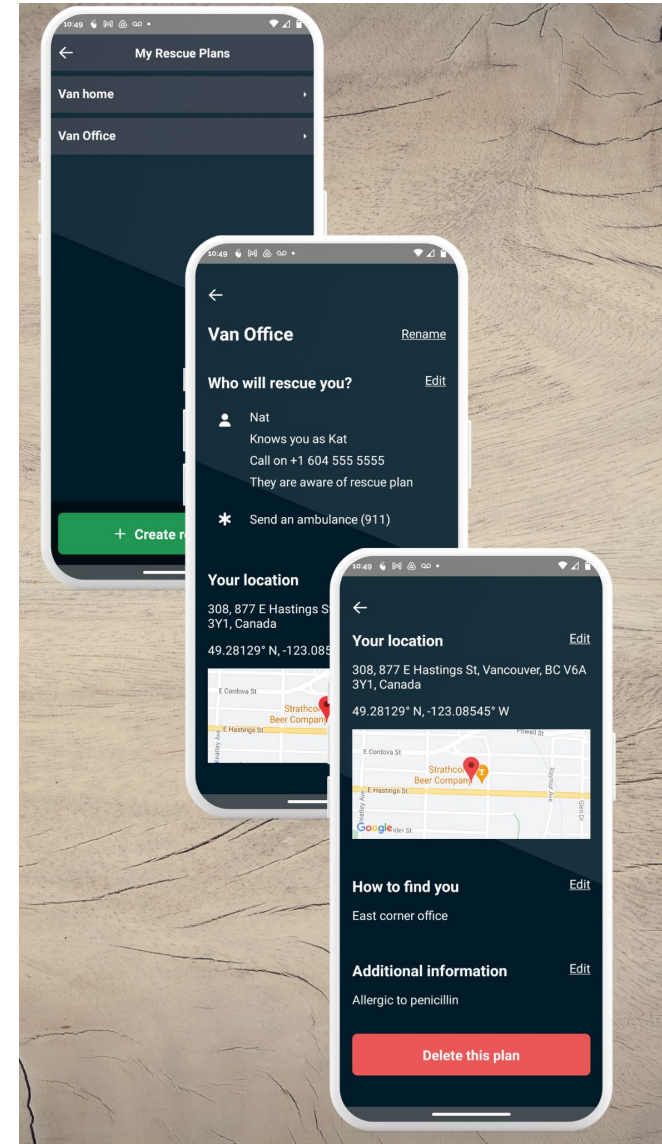 10:49
My Rescue Plans
Van home
Van Office
+ Create
10:49
Van Office
Rename
Who will rescue you?
Edit
Nat
Knows you as Kat
Call on +1 604 555 5555
They are aware of rescue plan
Send an ambulance (911)
Your location
308, 877 E Hastings
3Y1, Canada
49.28129° N, -123.085
E Cordova St
Beer Company
E Hastings St
10:49
Your location
Edit
308, 877 E Hastings St, Vancouver, BC V6A
3Y1, Canada
49.28129° N, -123.08545° W
Powell St
E Cordova St
Beer Company
E Hastings St
Raymur Ave
Glen Dr
Google
How to find you
Edit
East corner office
Additional information
Edit
Allergic to penicillin
Delete this plan